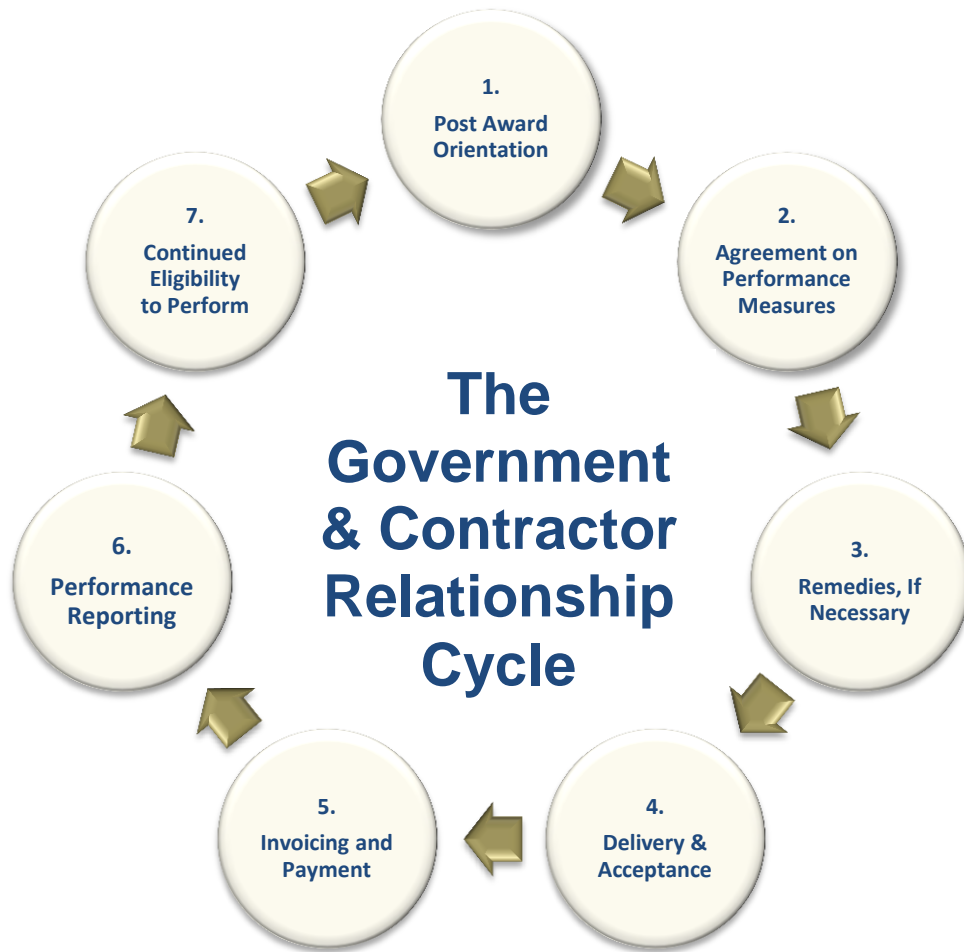 1.
Post Award
Orientation
2.
Agreement on
Performance
Measures
3.
Remedies, If
Necessary
4.
Delivery &
Acceptance
5.
Invoicing and
Payment
6.
Performance
Reporting
7.
Continued
Eligibility
to Perform
The
Government
& Contractor
Relationship
Cycle